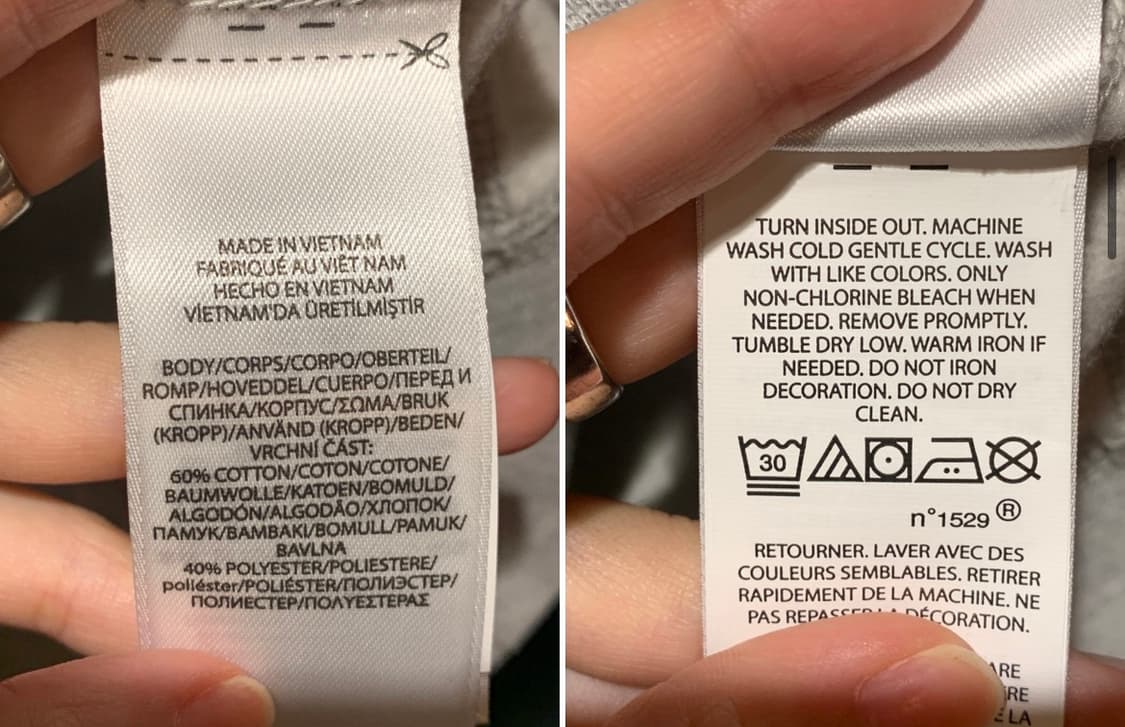 MADE IN VIETNAM
FABRIQUÉ AU VIÊT NAM
HECHO EN VIETNAM
VİETNAM'DA ÜRETİLMİŞTİR
BODY/CORPS/CORPO/OBERTEIL/
ROMP/HOVEDDEL/CUERPO/ПЕРЕД И
СПИНКА/КОРПУС/ΣΩΜΑ/BRUK
(KROPP)/ANVÄND (KROPP)/BEDEN/
VRCHNÍ ČÁST:
60% COTTON/COTON/COTONE/
BAUMWOLLE/KATOEN/BOMULD/
ALGODÓN/ALGODÃO/ХЛОПОК/
ПАМУК/BAMBAKI/BOMULL/PAMUK/
BAVLNA
40% POLYESTER/POLIESTERE/
poliéster/POLIÉSTER/ПОЛИЭСТЕР/
ПОЛИЕСТЕР/ΠΟΛΥΕΣΤΕΡΑΣ
TURN INSIDE OUT. MACHINE
WASH COLD GENTLE CYCLE. WASH
WITH LIKE COLORS. ONLY
NON-CHLORINE BLEACH WHEN
NEEDED. REMOVE PROMPTLY.
TUMBLE DRY LOW. WARM IRON IF
NEEDED. DO NOT IRON
DECORATION. DO NOT DRY
CLEAN.
30
n°1529 ®
RETOURNER. LAVER AVEC DES
COULEURS SEMBLABLES. RETIRER
RAPIDEMENT DE LA MACHINE. NE
PAS DÉCORATION.
LA